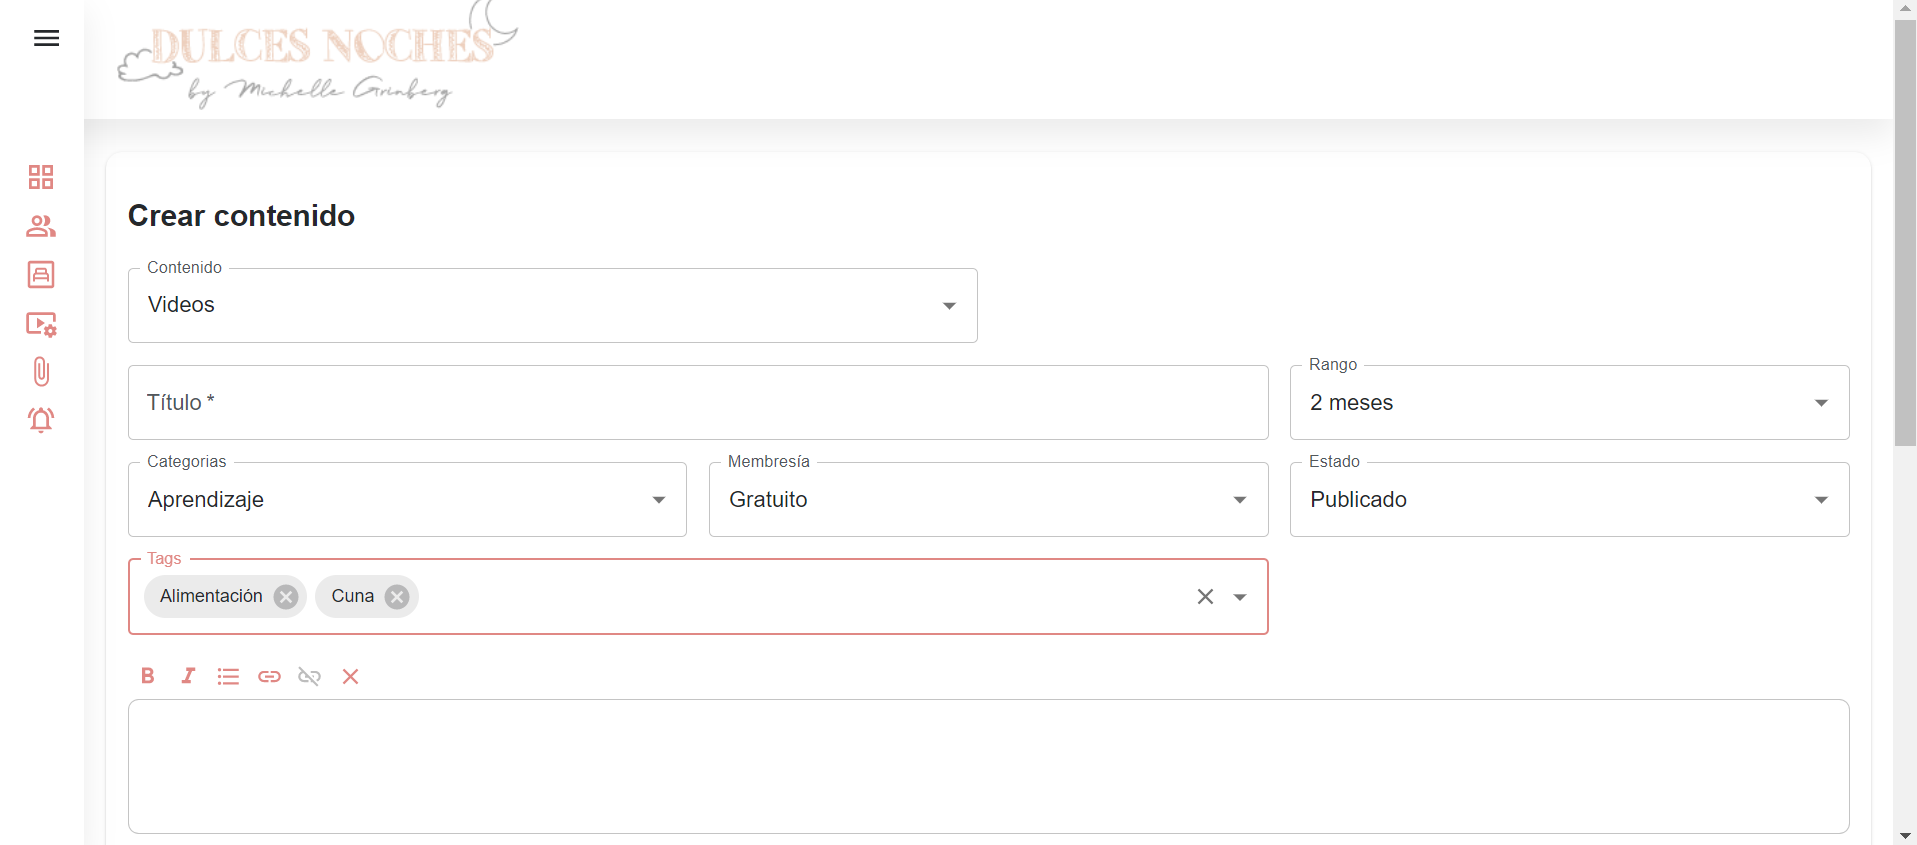 DULCES NOCHES
by Michelle Grinberg
Crear contenido
Contenido
Videos
Título *
Rango
2 meses
Categorias
Aprendizaje
Membresía
Gratuito
Estado
Publicado
Tags
Alimentación
Cuna
B I